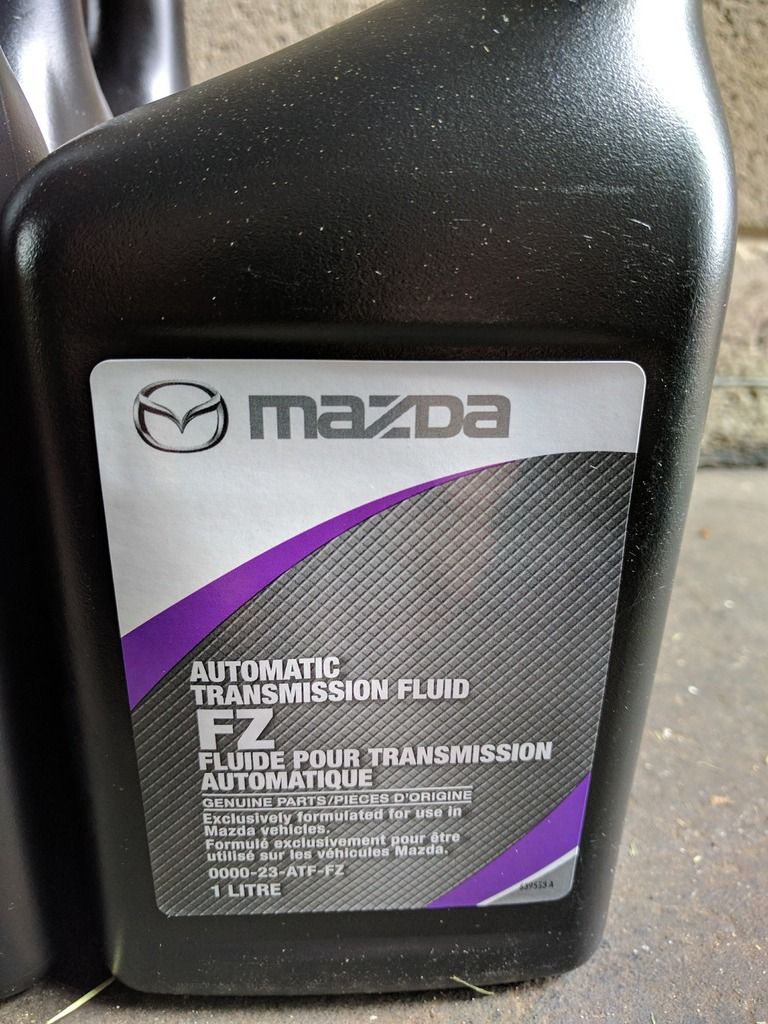 mazda
AUTOMATIC
TRANSMISSION FLUID
FZ
FLUIDE POUR TRANSMISSION
AUTOMATIQUE
GENUINE PARTS/PIECES D'ORIGINE
Exclusively formulated for use in
Mazda vehicles.
Formulé exclusivement pour être
utilisé sur les véhicules Mazda.
0000-23-ATF-FZ
1 LITRE